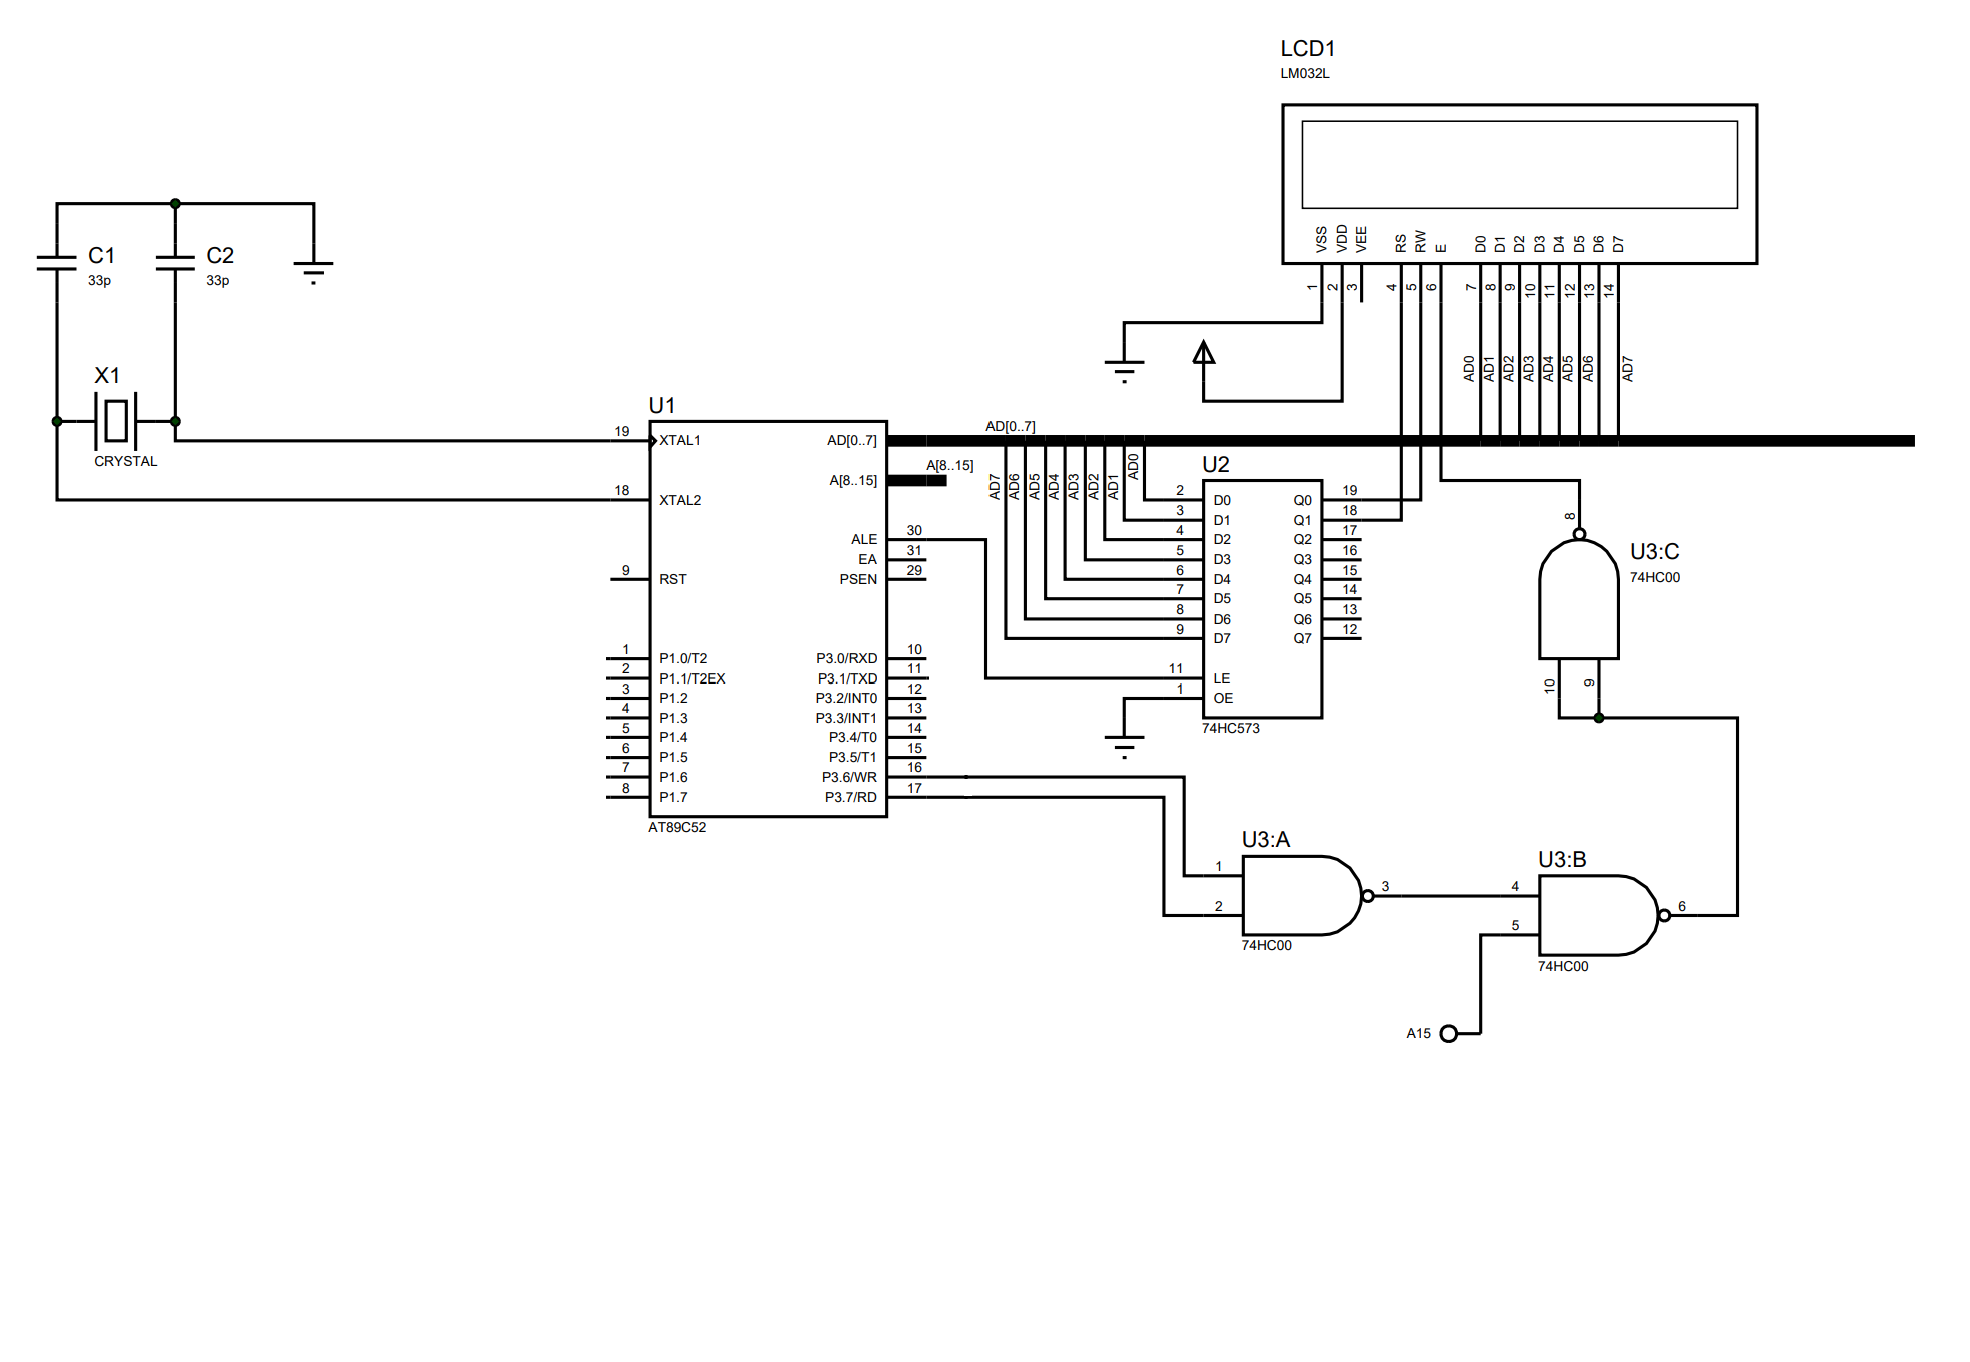 LCD1
LM032L
VSS
VDD
VEE
RS
RW
E
D0
D1
D2
D3
D4
D5
D6
D7
1
2
3
4
5
6
7
8
9
10
11
12
13
14
AD0
AD1
AD2
AD3
AD4
AD5
AD6
AD7
C1
33p
C2
33p
X1
CRYSTAL
U1
19 XTAL1
18 XTAL2
9 RST
1 P1.0/T2
2 P1.1/T2EX
3 P1.2
4 P1.3
5 P1.4
6 P1.5
7 P1.6
8 P1.7
AD[0..7]
A[8..15]
ALE 30
EA 31
PSEN 29
P3.0/RXD 10
P3.1/TXD 11
P3.2/INT0 12
P3.3/INT1 13
P3.4/T0 14
P3.5/T1 15
P3.6/WR 16
P3.7/RD 17
AT89C52
AD[0..7]
A[8..15]
AD7
AD6
AD5
AD4
AD3
AD2
AD1
AD0
U2
2 D0 Q0 19
3 D1 Q1 18
4 D2 Q2 17
5 D3 Q3 16
6 D4 Q4 15
7 D5 Q5 14
8 D6 Q6 13
9 D7 Q7 12
11 LE
1 OE
74HC573
8
U3:C
74HC00
10
9
U3:A
1
2
3
74HC00
U3:B
4
5
6
74HC00
A15